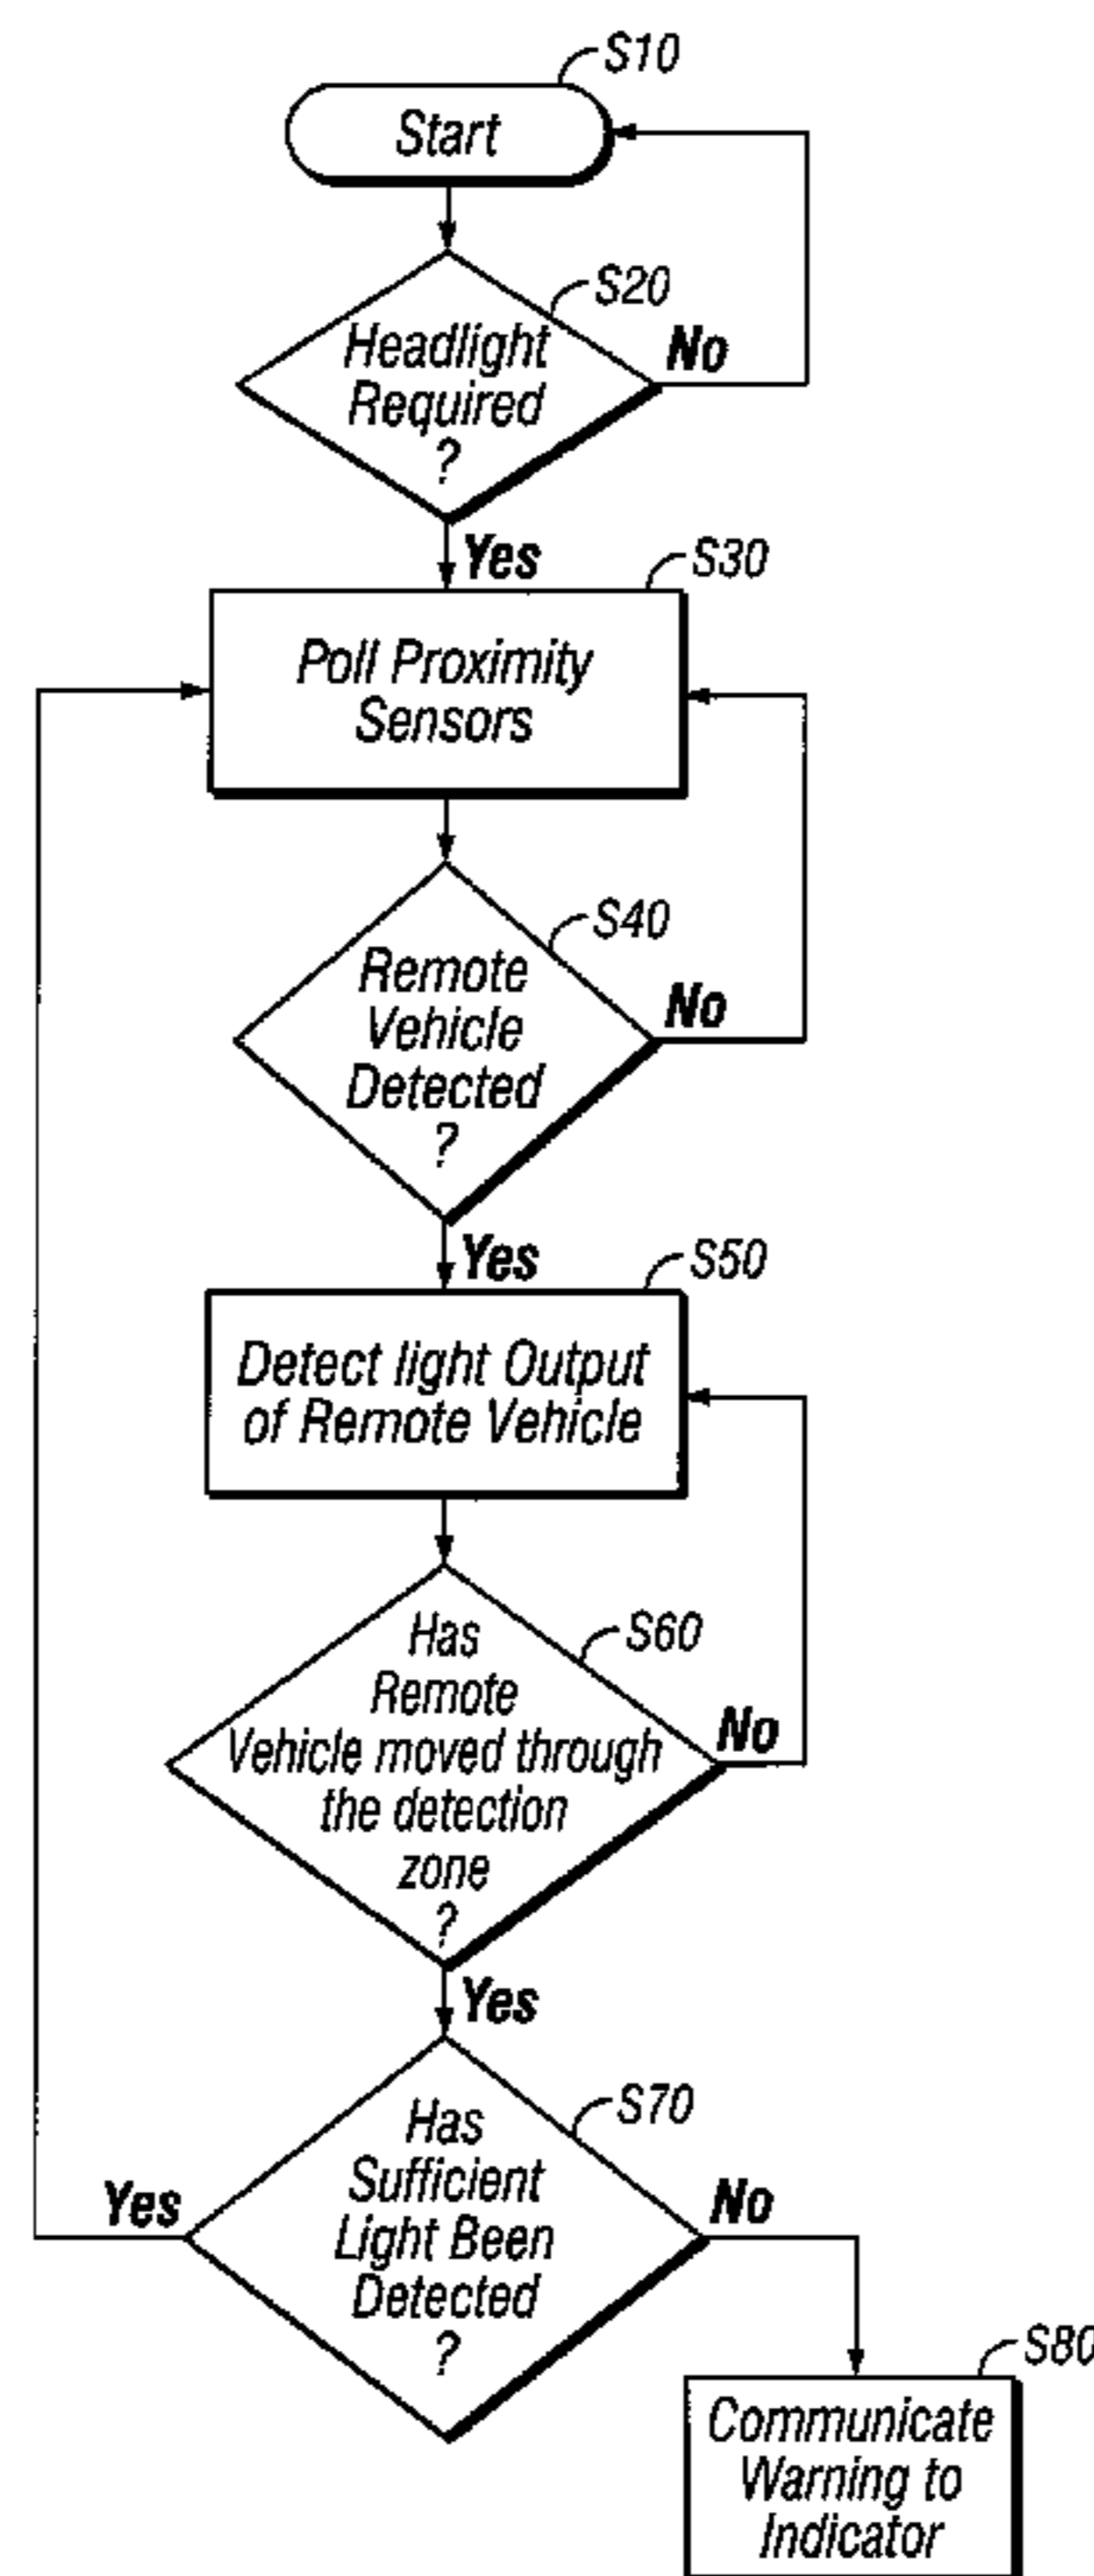 S10
Start
S20
Headlight
Required
?
No
Yes
S30
Poll Proximity
Sensors
S40
Remote
Vehicle
Detected
?
No
Yes
S50
Detect light Output
of Remote Vehicle
S60
Has
Remote
Vehicle moved through
the detection
zone
?
No
Yes
S70
Has
Sufficient
Light Been
Detected
?
Yes
No
S80
Communicate
Warning to
Indicator